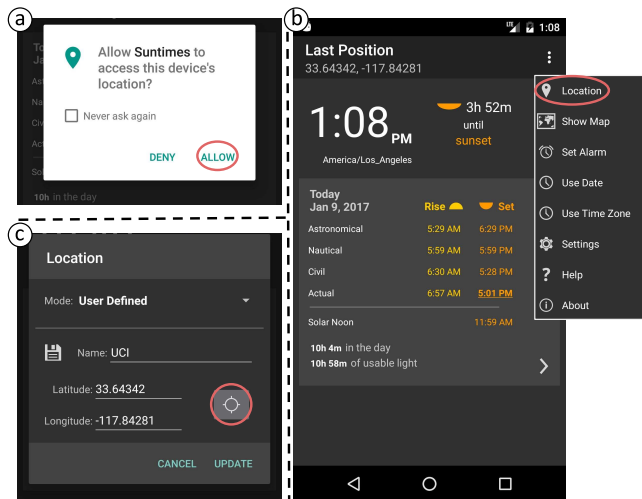 a
Allow Suntimes to
access this device's
location?
Never ask again
DENY ALLOW
10h in the day
b
LTE 1:08
Last Position
33.64342, -117.84281
1:08 PM
America/Los_Angeles
3h 52m
until
sunset
Today
Jan 9, 2017 Rise Set
Astronomical 5:29 AM 6:29 PM
Nautical 5:59 AM 5:59 PM
Civil 6:30 AM 5:28 PM
Actual 6:57 AM 5:01 PM
Solar Noon 11:59 AM
10h 4m in the day
10h 58m of usable light
Location
Show Map
Set Alarm
Use Date
Use Time Zone
Settings
? Help
About
c
Location
Mode: User Defined
Name: UCI
Latitude: 33.64342
Longitude: -117.84281
CANCEL UPDATE